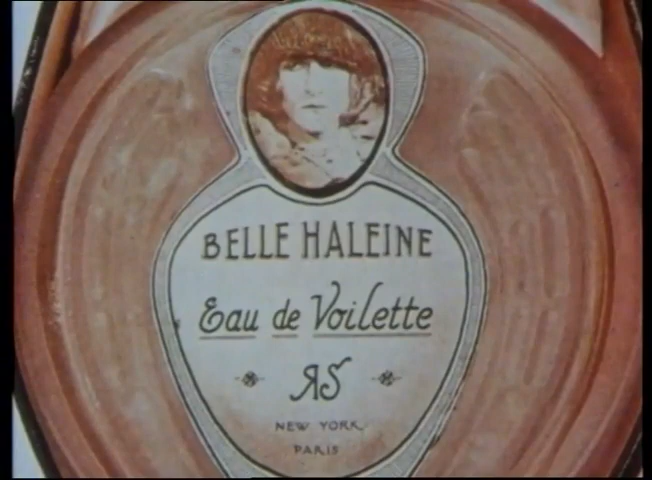 BELLE HALEINE
Eau de Voilette
RS
NEW YORK
PARIS